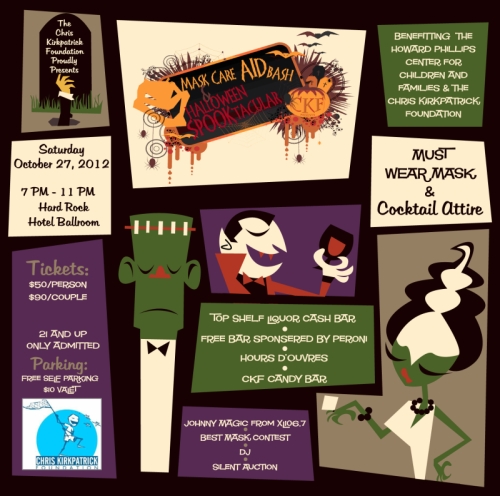 The
Chris
Kirkpatrick
Foundation
Proudly
Presents
MASK CARE AID BASH
HALLOWEEN
SPOOKTACULAR
CKF
BENEFITTING THE
HOWARD PHILLIPS
CENTER FOR
CHILDREN AND
FAMILIES & THE
CHRIS KIRKPATRICK
FOUNDATION
Saturday
October 27, 2012
7 PM - 11 PM
Hard Rock
Hotel Ballroom
MUST
WEAR MASK
&
Cocktail Attire
Tickets:
$50/PERSON
$90/COUPLE
21 AND UP
ONLY ADMITTED
Parking:
FREE SELF PARKING
$10 VALET
CHRIS KIRKPATRICK
FOUNDATION
TOP SHELF LIQUOR CASH BAR
FREE BAR SPONSERED BY PERONI
HOURS D'OUVRES
CKF CANDY BAR
JOHNNY MAGIC FROM XL106.7
BEST MASK CONTEST
DJ
SILENT AUCTION